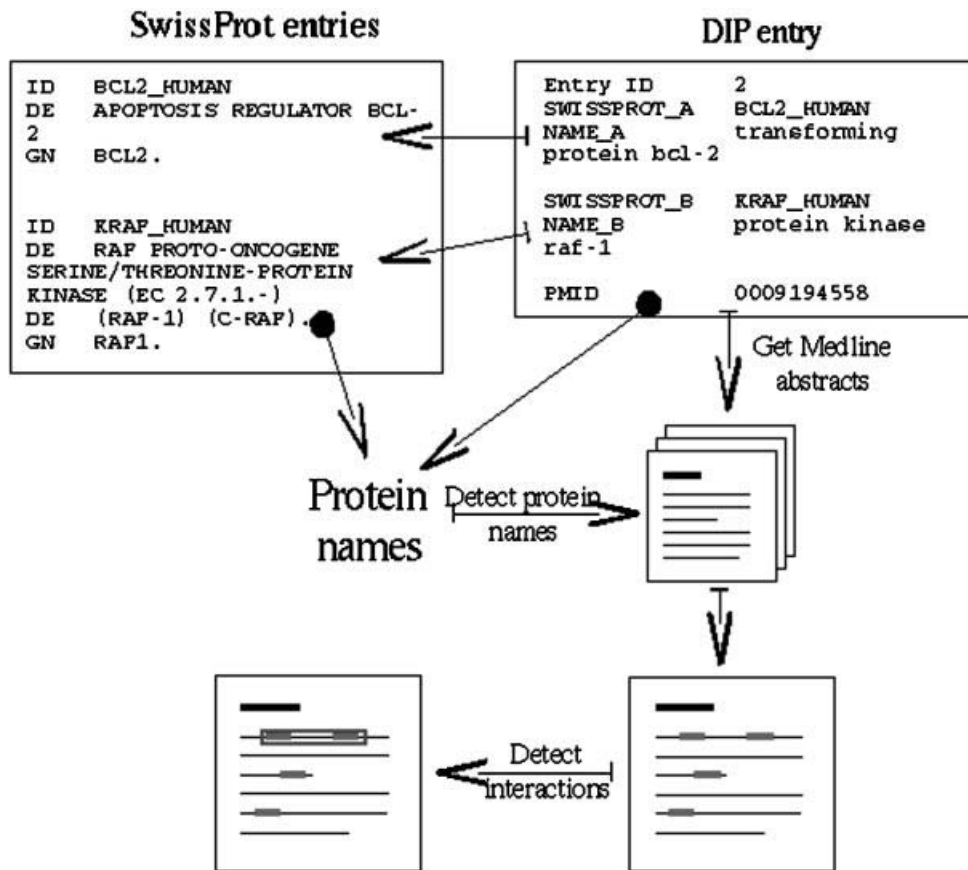 SwissProt entries
ID BCL2_HUMAN
DE APOPTOSIS REGULATOR BCL-
2
GN BCL2.
ID KRAF_HUMAN
DE RAF PROTO-ONCOGENE
SERINE/THREONINE-PROTEIN
KINASE (EC 2.7.1.-)
DE (RAF-1) (C-RAF).
GN RAF1.
DIP entry
Entry ID 2
SWISSPROT_A BCL2_HUMAN
NAME_A transforming
protein bcl-2
SWISSPROT_B KRAF_HUMAN
NAME_B protein kinase
raf-1
PMID 0009194558
Get Medline
abstracts
Protein
names
Detect protein
names
Detect
interactions